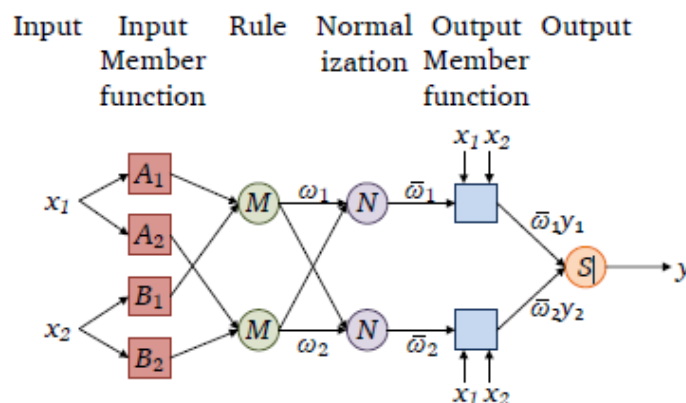 Input Input Rule Normal Output Output
Member ization Member
function function
x₁ x₂
A₁
M ω₁ N ω̄₁
x₁
ω̄₁y₁
A₂
S| y
B₁
x₂
ω̄₂y₂
B₂
M ω₂ N ω̄₂
x₁ x₂